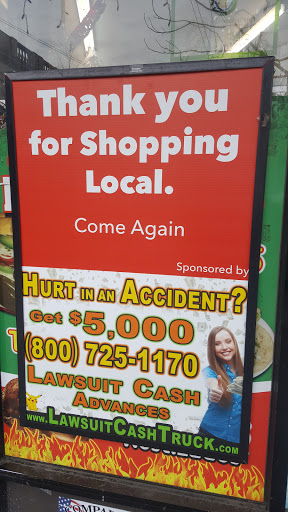 Thank you
for Shopping
Local.
Come Again
Sponsored by
HURT IN AN ACCIDENT?
Get $5,000
(800) 725-1170
LAWSUIT CASH
ADVANCES
WWW.LAWSUITCASHTRUCK.COM